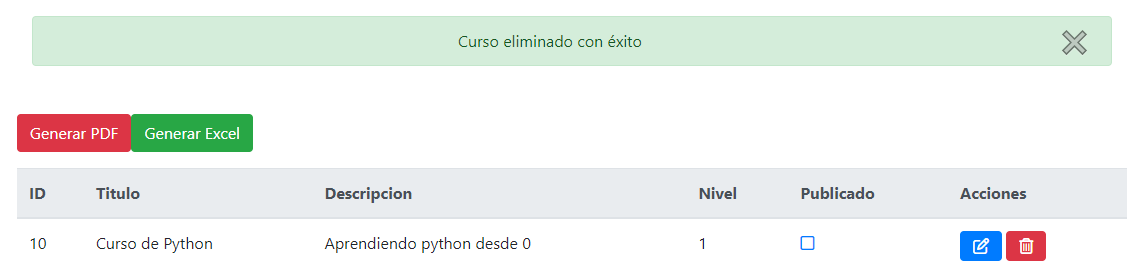 Curso eliminado con éxito
Generar PDF Generar Excel
ID Titulo Descripcion Nivel Publicado Acciones
10 Curso de Python Aprendiendo python desde 0 1